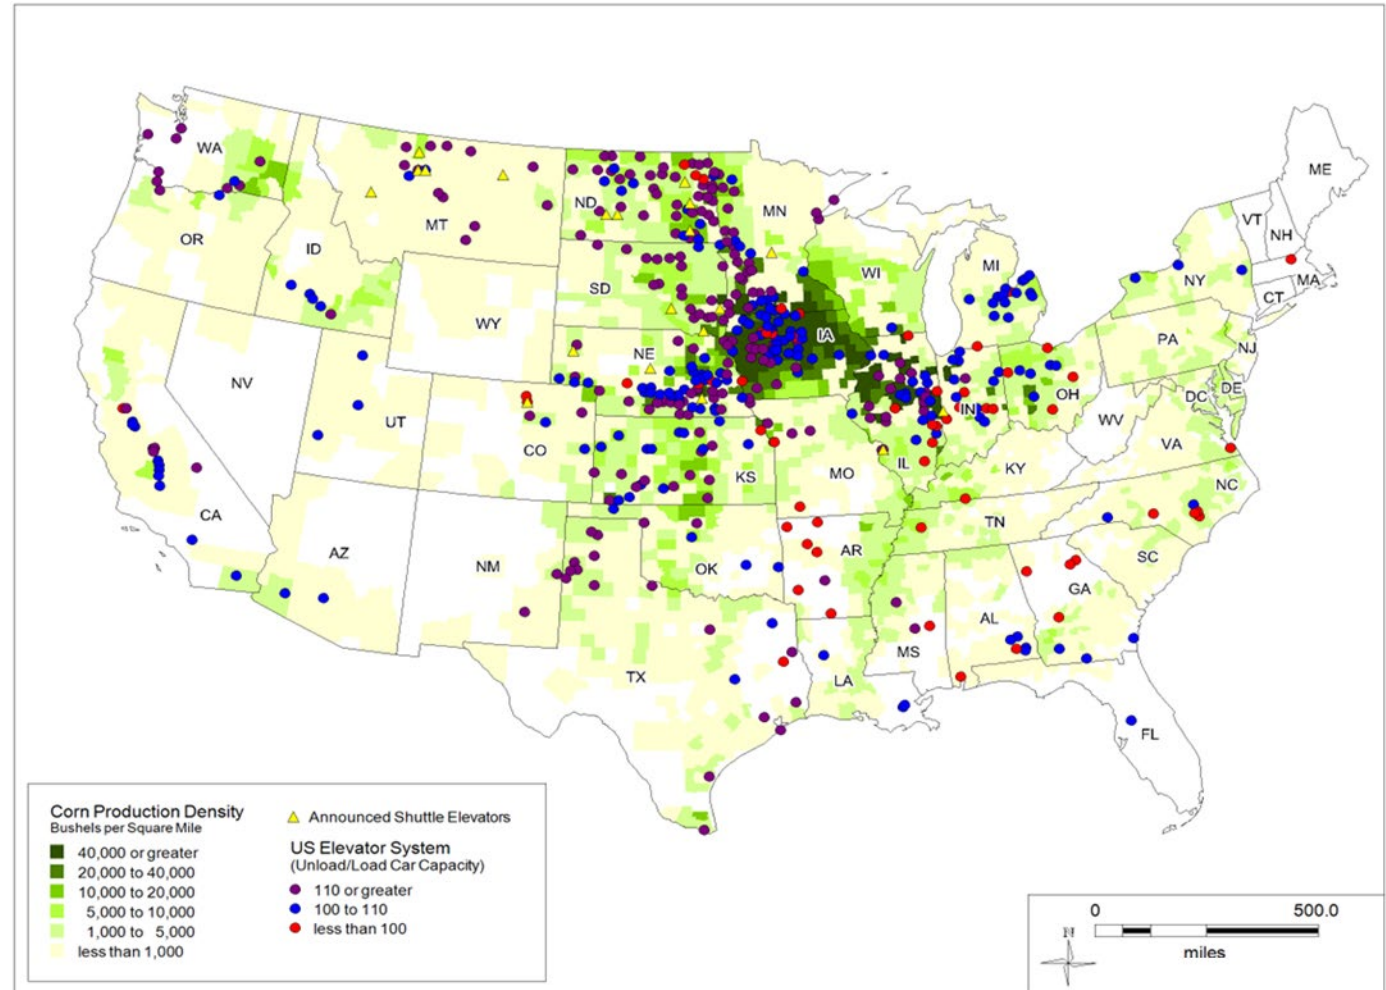 WA
MT
ND
MN
ME
VT
NH
OR
ID
SD
WI
MI
NY
MA
CT
WY
IA
PA
NJ
NE
NV
UT
CO
IN
OH
DC
DE
WV
VA
KS
MO
IL
KY
NC
CA
AZ
NM
OK
AR
TN
SC
GA
AL
MS
TX
LA
FL
Corn Production Density
Bushels per Square Mile
40,000 or greater
20,000 to 40,000
10,000 to 20,000
5,000 to 10,000
1,000 to 5,000
less than 1,000
Announced Shuttle Elevators
US Elevator System
(Unload/Load Car Capacity)
110 or greater
100 to 110
less than 100
N
0 500.0
miles